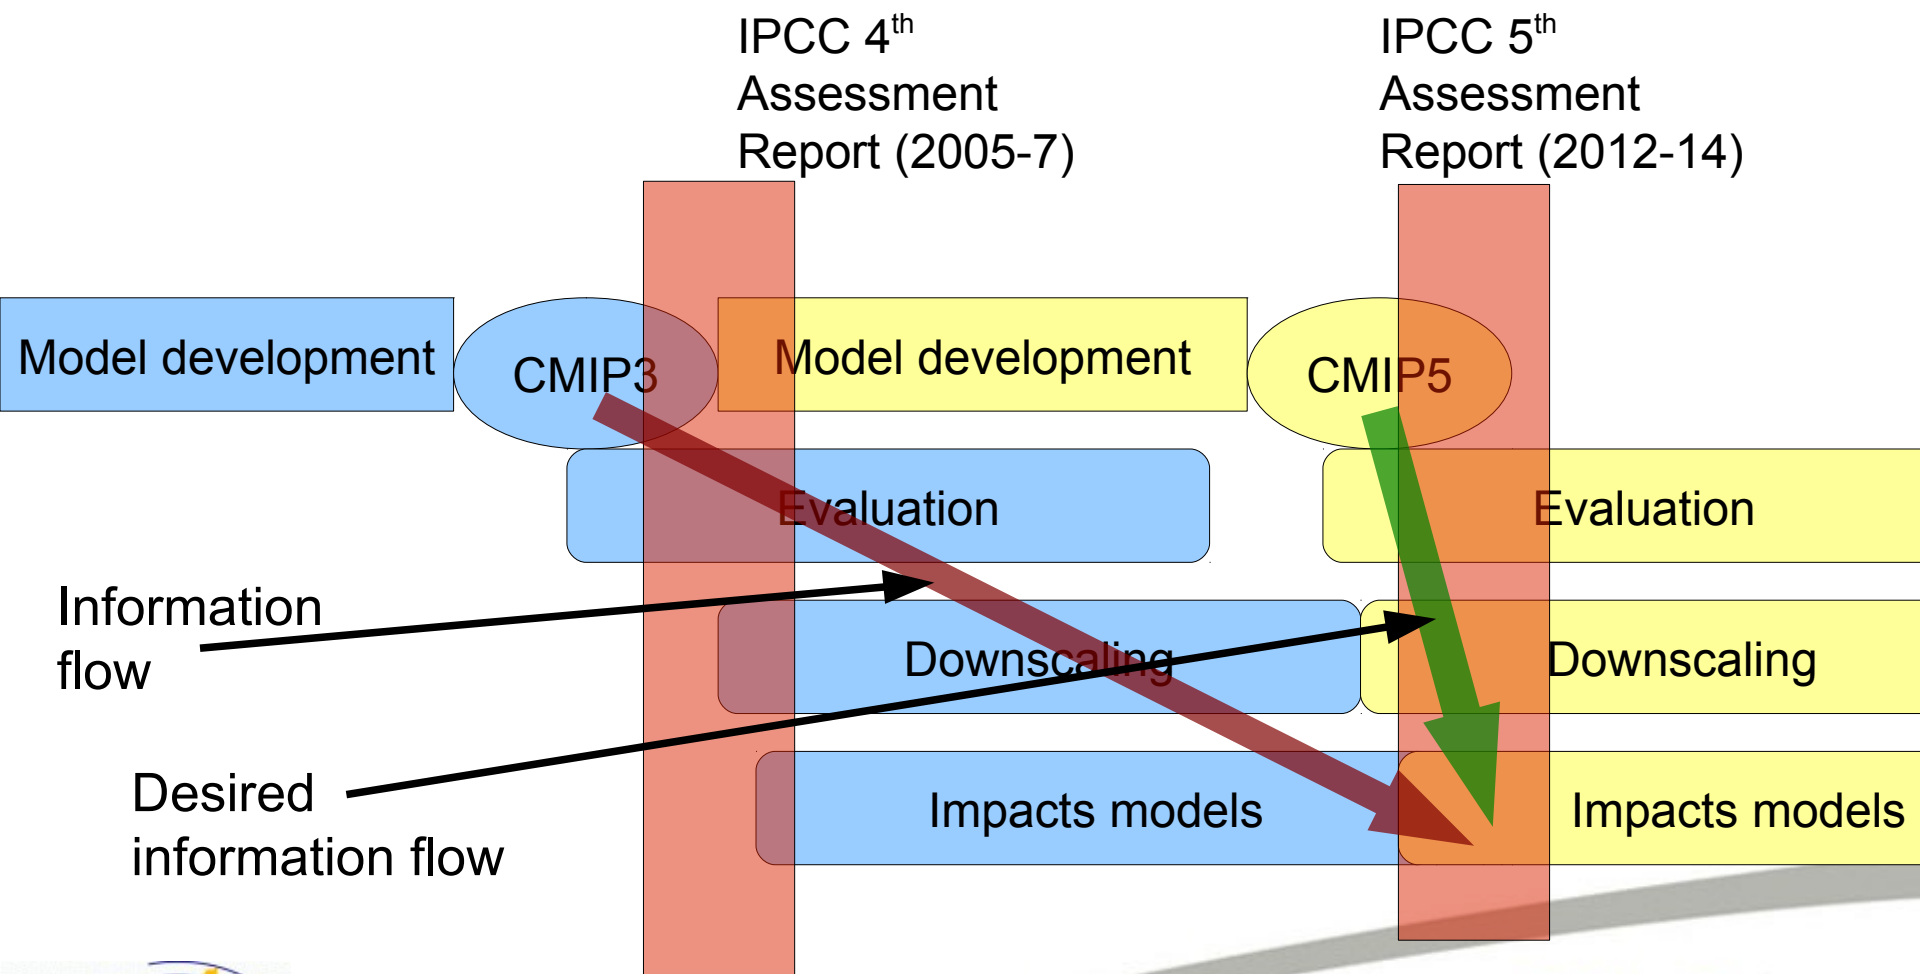 IPCC 4th
Assessment
Report (2005-7)
IPCC 5th
Assessment
Report (2012-14)
Model development
CMIP3
Model development
CMIP5
Evaluation
Evaluation
Information
flow
Downscaling
Downscaling
Desired
information flow
Impacts models
Impacts models